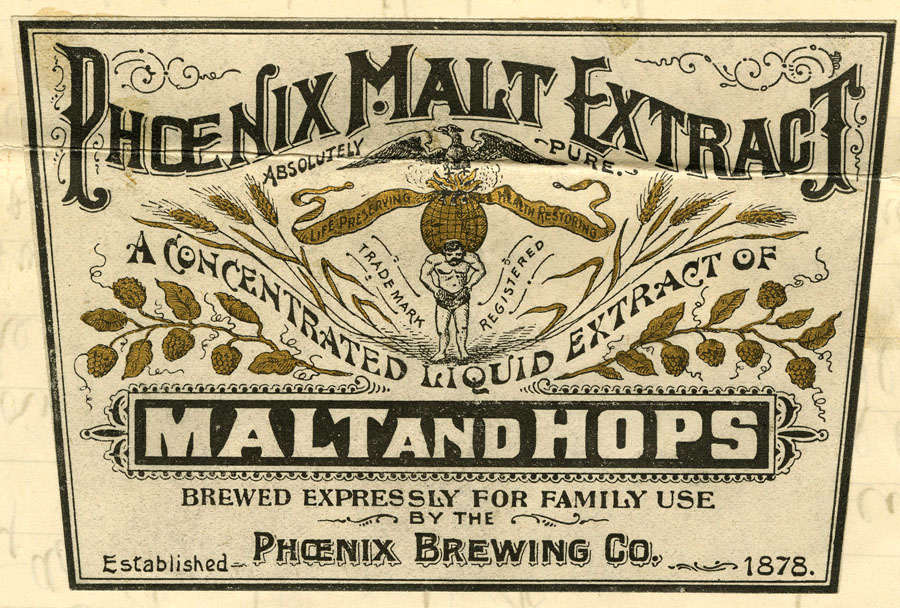 PHŒNIX MALT EXTRACT
ABSOLUTELY PURE.
LIFE PRESERVING HEALTH RESTORING
TRADEMARK REGISTERED
A CONCENTRATED LIQUID EXTRACT OF
MALT AND HOPS
BREWED EXPRESSLY FOR FAMILY USE
BY THE
PHŒNIX BREWING CO.
Established 1878.